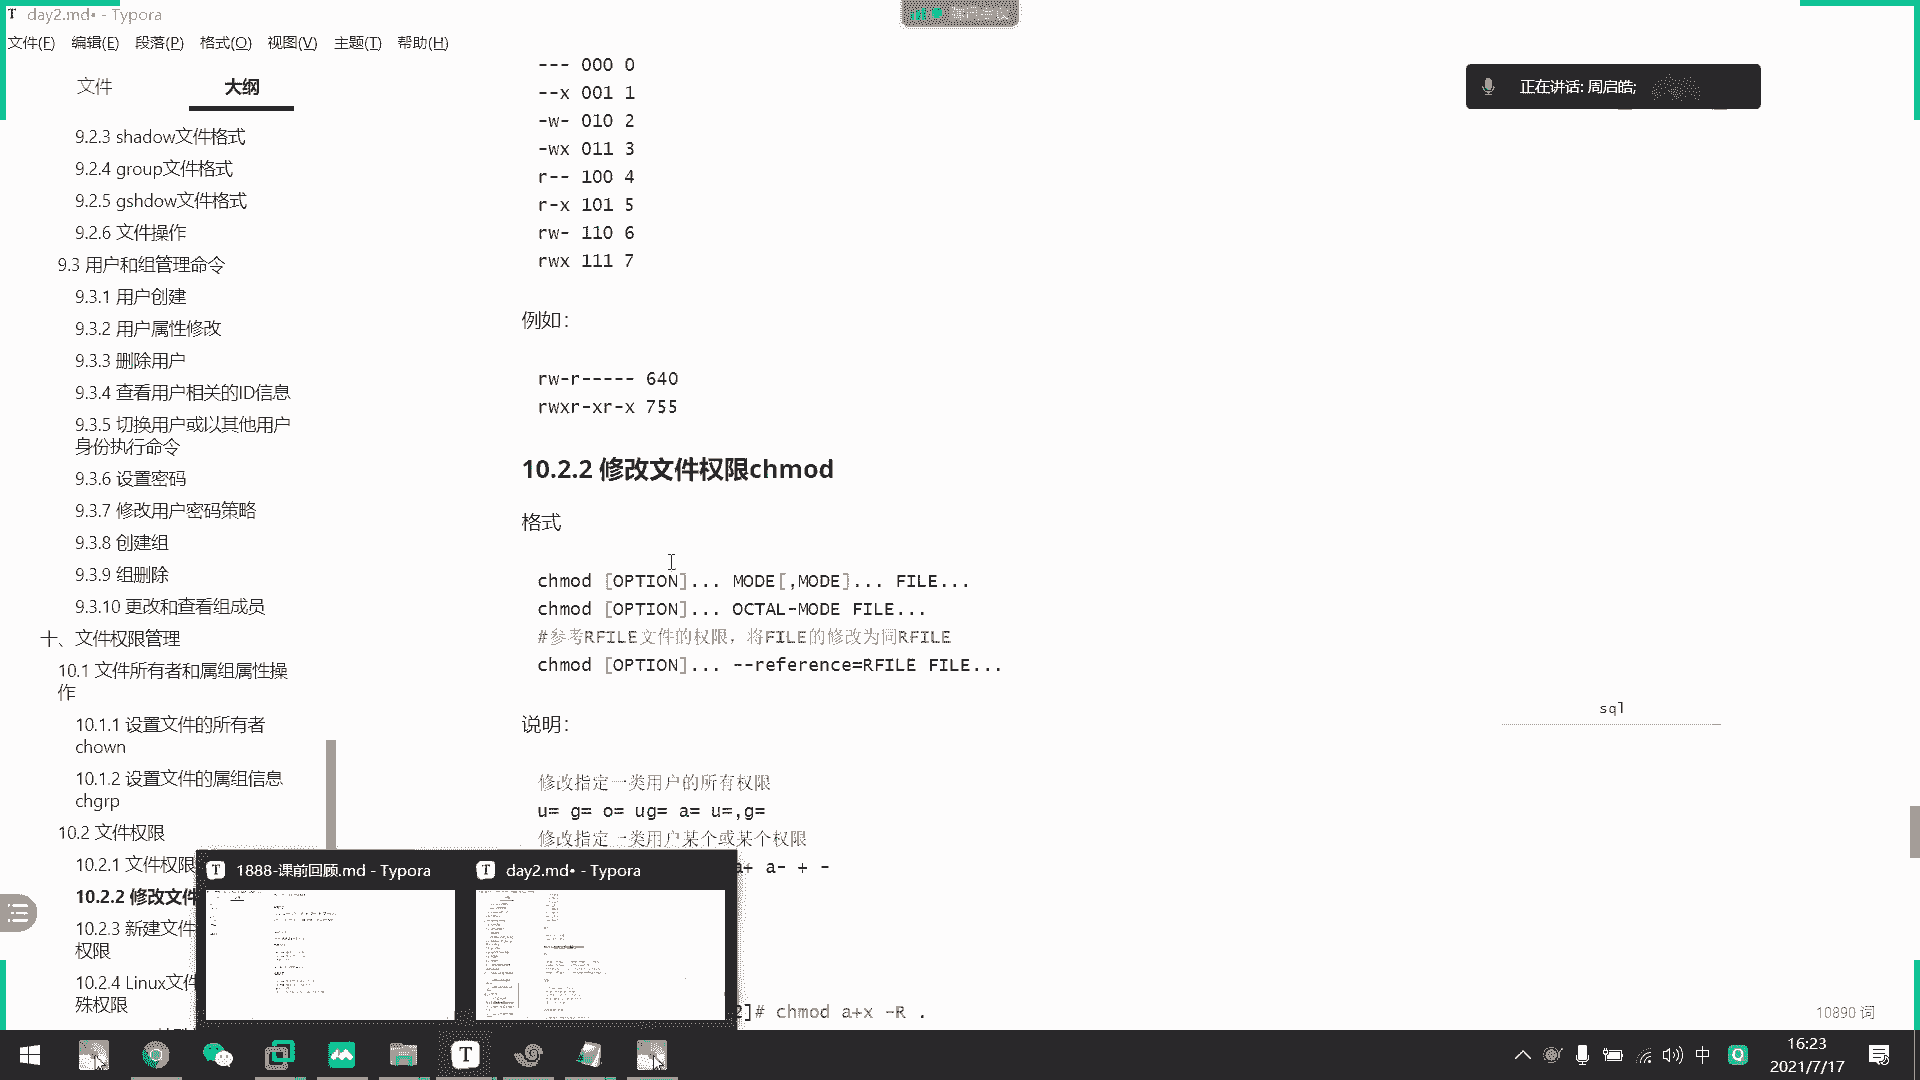 day2.md• - Typora
文件(F) 编辑(E) 段落(P) 格式(O) 视图(V) 主题(T) 帮助(H)
文件 大纲
9.2.3 shadow文件格式
9.2.4 group文件格式
9.2.5 gshdow文件格式
9.2.6 文件操作
9.3 用户和组管理命令
9.3.1 用户创建
9.3.2 用户属性修改
9.3.3 删除用户
9.3.4 查看用户相关的ID信息
9.3.5 切换用户或以其他用户
身份执行命令
9.3.6 设置密码
9.3.7 修改用户密码策略
9.3.8 创建组
9.3.9 组删除
9.3.10 更改和查看组成员
十、文件权限管理
10.1 文件所有者和属组属性操
作
10.1.1 设置文件的所有者
chown
10.1.2 设置文件的属组信息
chgrp
10.2 文件权限
10.2.1 文件权限
10.2.2 修改文件
10.2.3 新建文件
权限
10.2.4 Linux文件
殊权限
--- 000 0
--x 001 1
-w- 010 2
-wx 011 3
r-- 100 4
r-x 101 5
rw- 110 6
rwx 111 7
例如：
rw-r----- 640
rwxr-xr-x 755
10.2.2 修改文件权限chmod
格式
chmod [OPTION]... MODE[,MODE]... FILE...
chmod [OPTION]... OCTAL-MODE FILE...
#参考RFILE文件的权限，将FILE的修改为同RFILE
chmod [OPTION]... --reference=RFILE FILE...
说明：
修改指定一类用户的所有权限
u= g= o= ug= a= u=,g=
修改指定一类用户某个或某个权限
a+ a- + -
]# chmod a+x -R .
正在讲话: 周启皓;
sql
1888-课前回顾.md - Typora
day2.md• - Typora
10890 词
中
16:23
2021/7/17